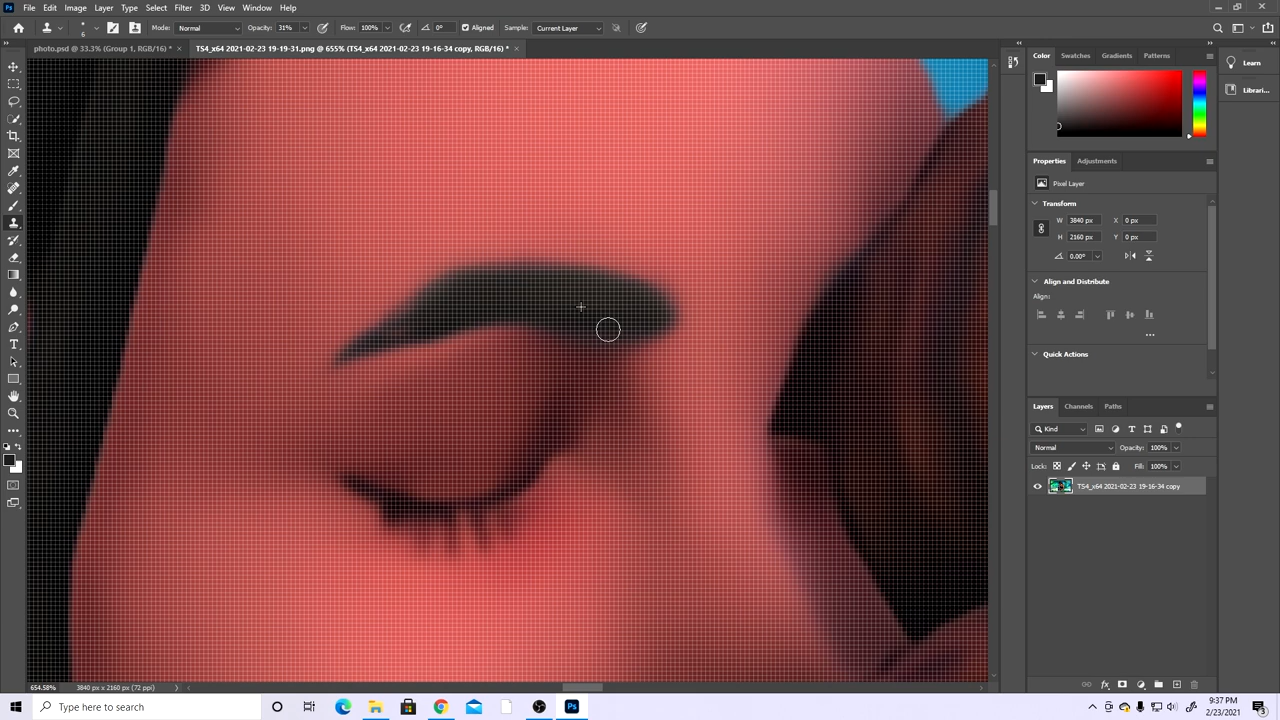 Ps File Edit Image Layer Type Select Filter 3D View Window Help
6 Mode: Normal Opacity: 31% Flow: 100% 0° Aligned Sample: Current Layer
photo.psd @ 33.3% (Group 1, RGB/16) * × TS4_x64 2021-02-23 19-19-31.png @ 655% (TS4_x64 2021-02-23 19-16-34 copy, RGB/16) * ×
Color Swatches Gradients Patterns
Learn
Librari...
Properties Adjustments
Pixel Layer
Transform
W 3840 px X 0 px
H 2160 px Y 0 px
0.00°
Align and Distribute
Align:
...
Quick Actions
Layers Channels Paths
Kind
Normal Opacity: 100%
Lock: Fill: 100%
TS4_x64 2021-02-23 19-16-34 copy
654.58% 3840 px x 2160 px (72 ppi)
Type here to search
Ps
9:37 PM
2/23/2021
3